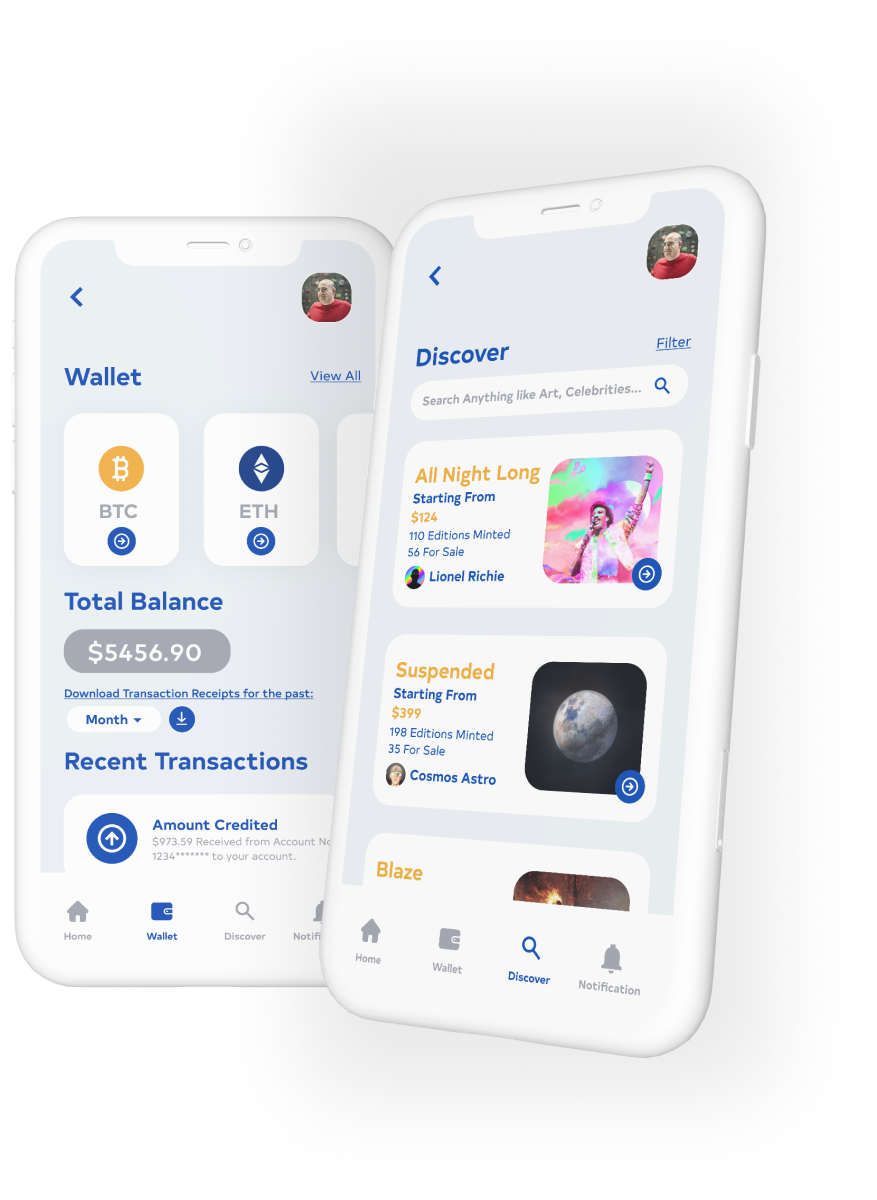 Wallet
View All
BTC
ETH
Total Balance
$5456.90
Download Transaction Receipts for the past:
Month
Recent Transactions
Amount Credited
$973.59 Received from Account No
1234******* to your account.
Home
Wallet
Discover
Notifi
Discover
Filter
Search Anything like Art, Celebrities...
All Night Long
Starting From
$124
110 Editions Minted
56 For Sale
Lionel Richie
Suspended
Starting From
$399
198 Editions Minted
35 For Sale
Cosmos Astro
Blaze
Home
Wallet
Discover
Notification